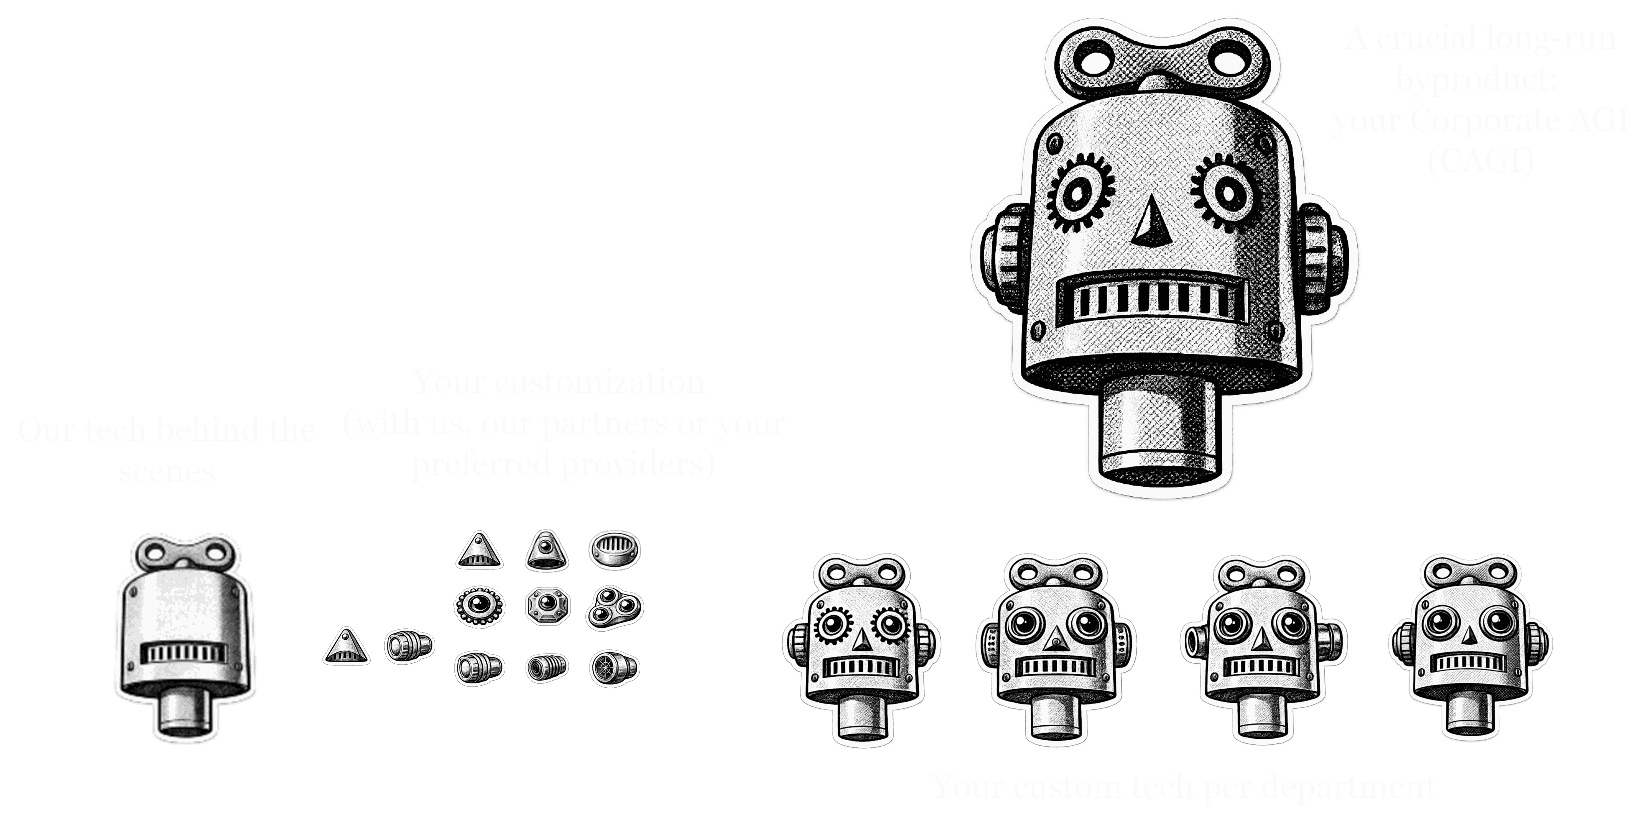 A crucial long-run
byproduct:
your Corporate AGI
(CAGI)
Your customization
(with us, our partners or your
preferred providers)
Our tech behind the
scenes
Your custom tech per department